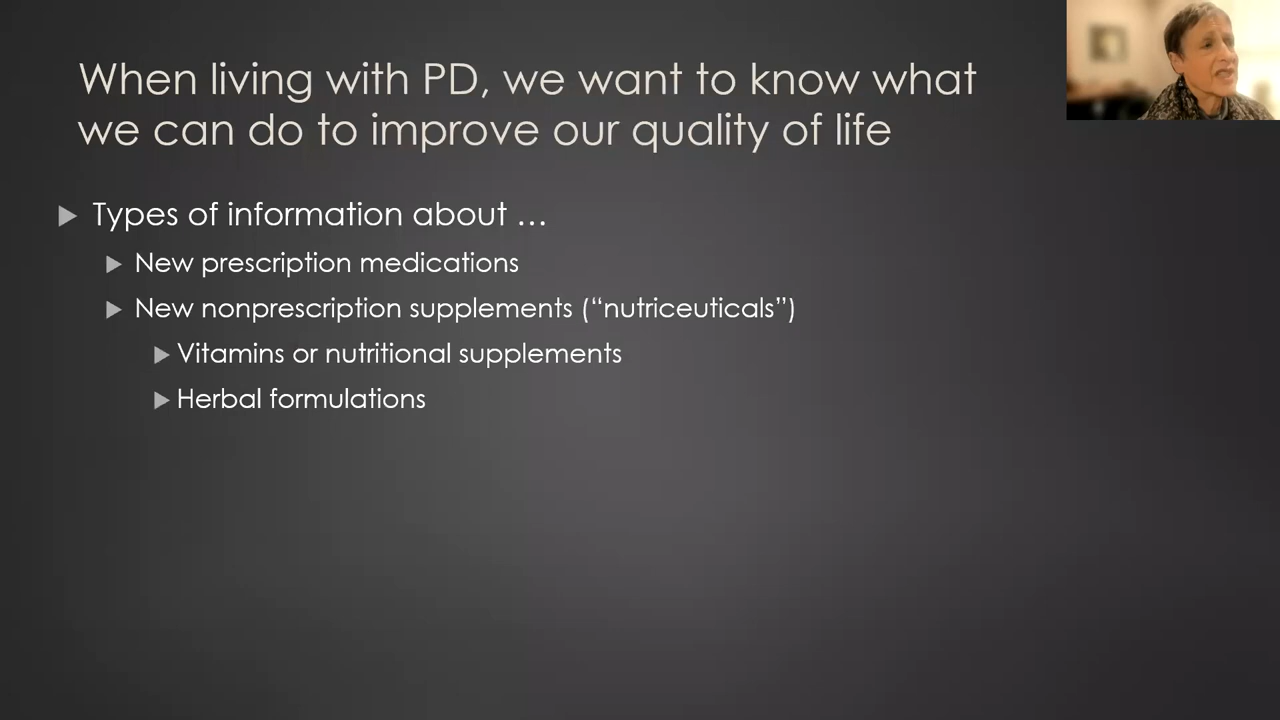 When living with PD, we want to know what
we can do to improve our quality of life
Types of information about …
New prescription medications
New nonprescription supplements (“nutriceuticals”)
Vitamins or nutritional supplements
Herbal formulations